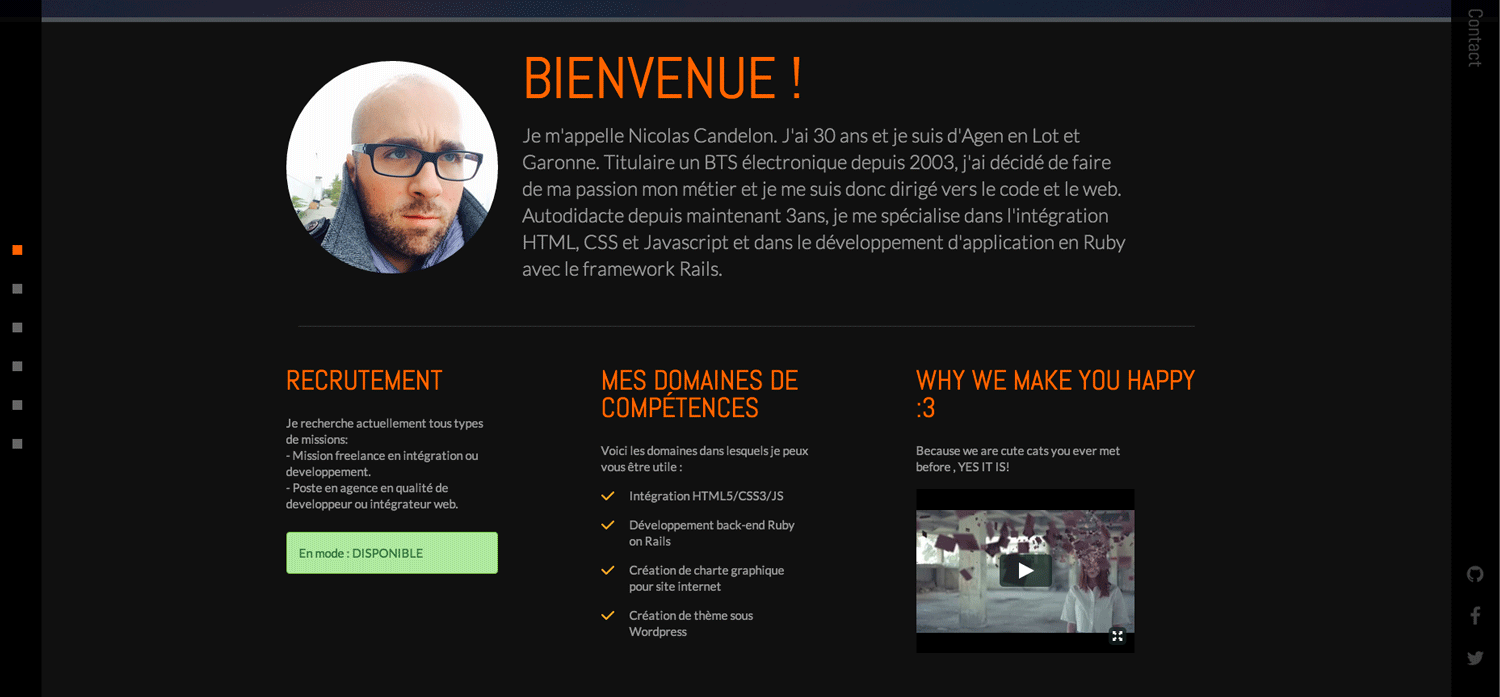 Contact
BIENVENUE !
Je m'appelle Nicolas Candelon. J'ai 30 ans et je suis d'Agen en Lot et
Garonne. Titulaire un BTS électronique depuis 2003, j'ai décidé de faire
de ma passion mon métier et je me suis donc dirigé vers le code et le web.
Autodidacte depuis maintenant 3ans, je me spécialise dans l'intégration
HTML, CSS et Javascript et dans le développement d'application en Ruby
avec le framework Rails.
RECRUTEMENT
Je recherche actuellement tous types
de missions:
- Mission freelance en intégration ou
developpement.
- Poste en agence en qualité de
developpeur ou intégrateur web.
En mode : DISPONIBLE
MES DOMAINES DE
COMPÉTENCES
Voici les domaines dans lesquels je peux
vous être utile :
Intégration HTML5/CSS3/JS
Développement back-end Ruby
on Rails
Création de charte graphique
pour site internet
Création de thème sous
Wordpress
WHY WE MAKE YOU HAPPY
:3
Because we are cute cats you ever met
before , YES IT IS!